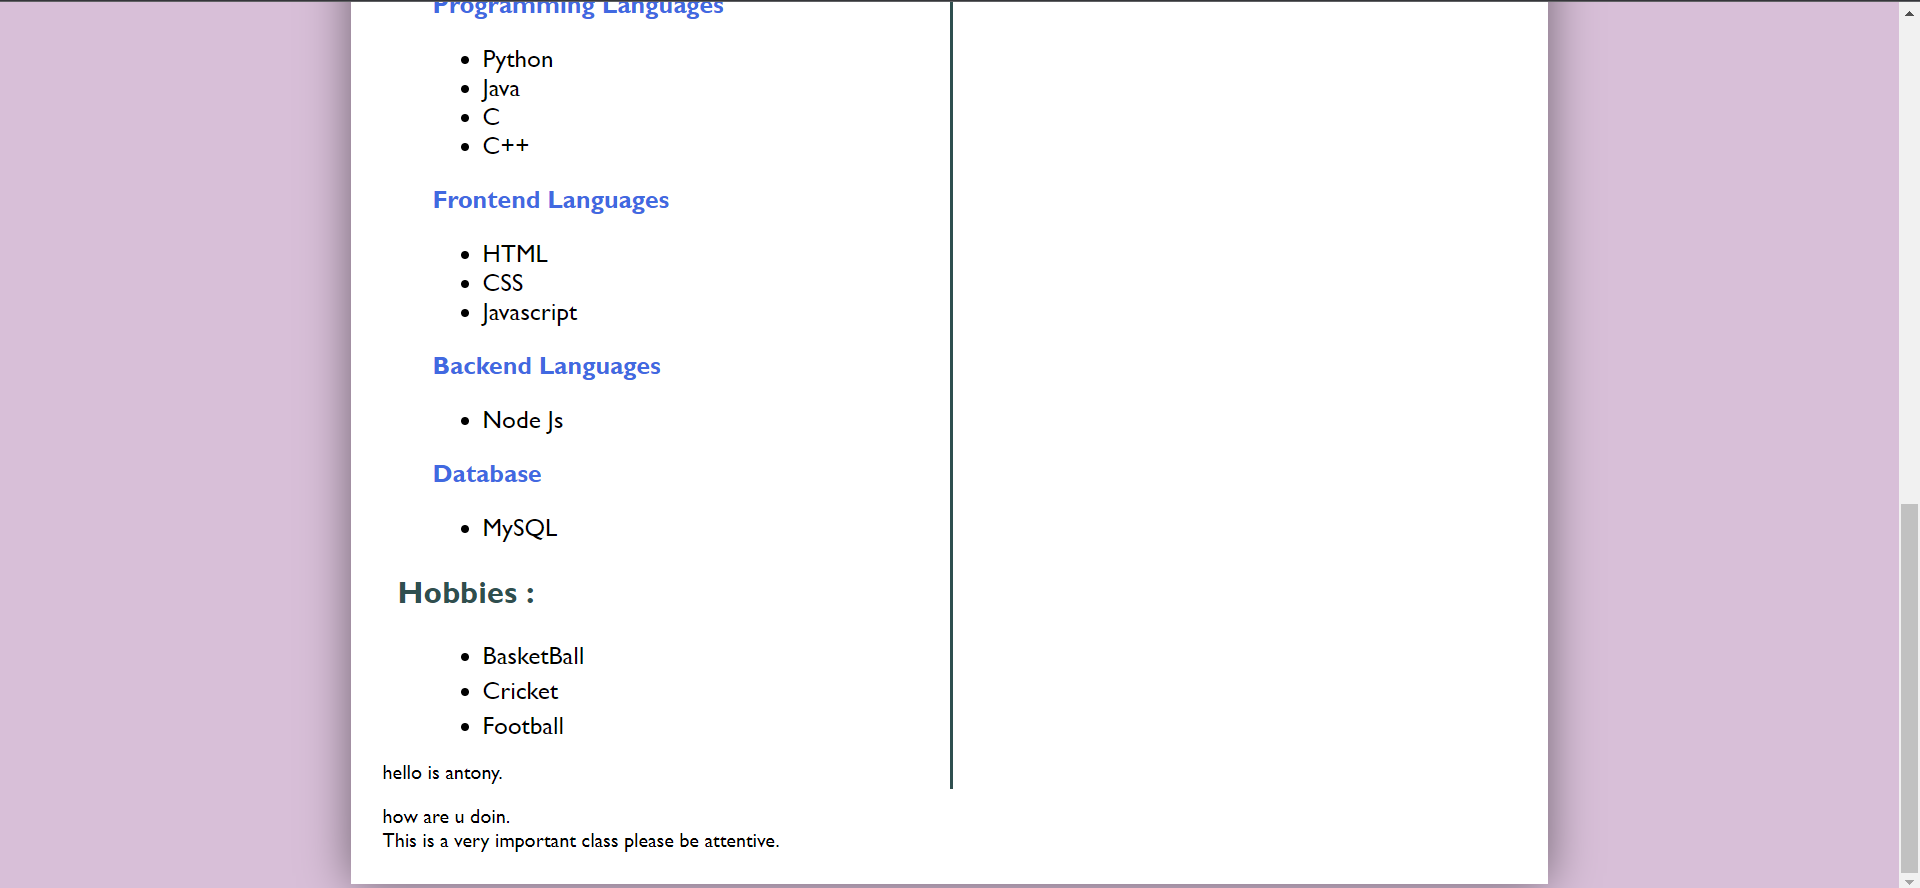 Programming Languages
Python
Java
C
C++
Frontend Languages
HTML
CSS
Javascript
Backend Languages
Node Js
Database
MySQL
Hobbies :
BasketBall
Cricket
Football
hello is antony.
how are u doin.
This is a very important class please be attentive.